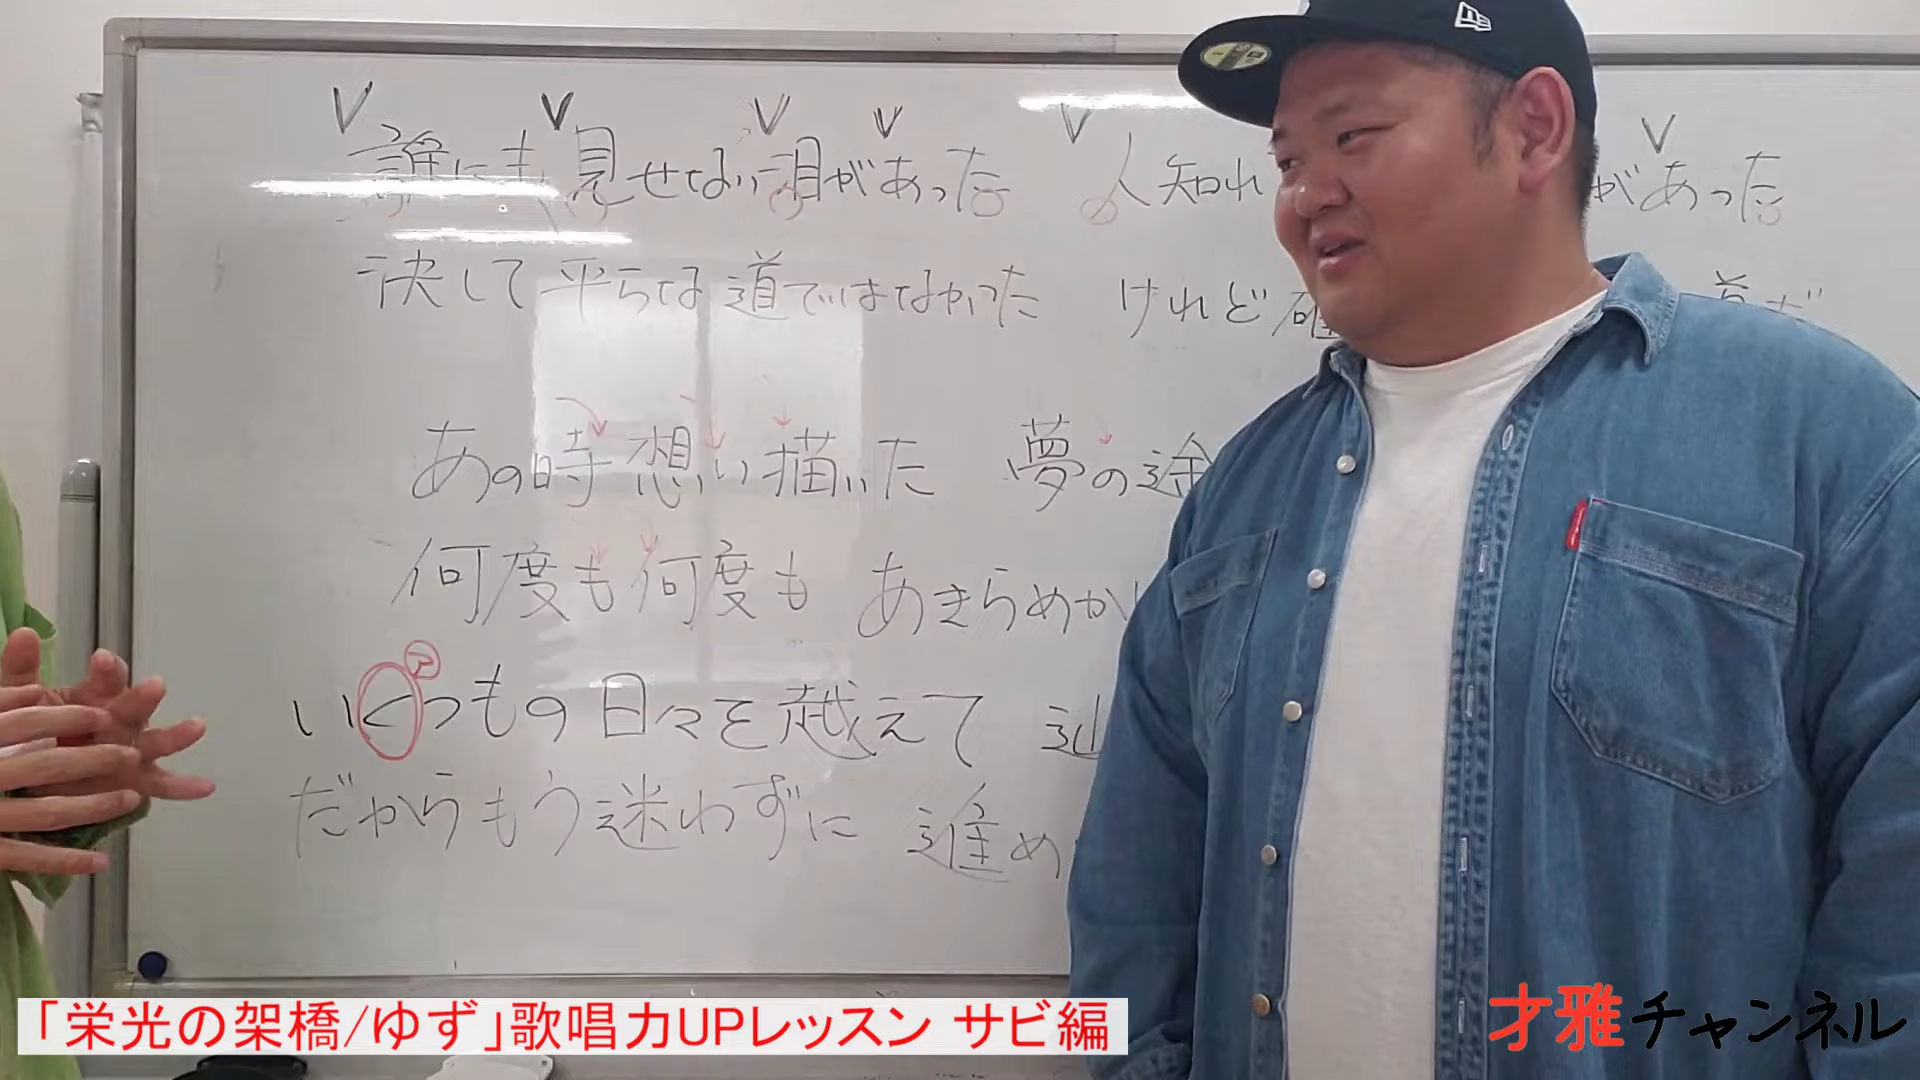 V V V V V V
誰にも見せない泪があった 人知れ があった
決して平らな道ではなかった けれど確
あの時想い描いた 夢の途
何度も何度も あきらめか
ア
いくつもの日々を越えて 辿
だからもう迷わずに 進め
「栄光の架橋/ゆず」歌唱力UPレッスン サビ編
才雅チャンネル